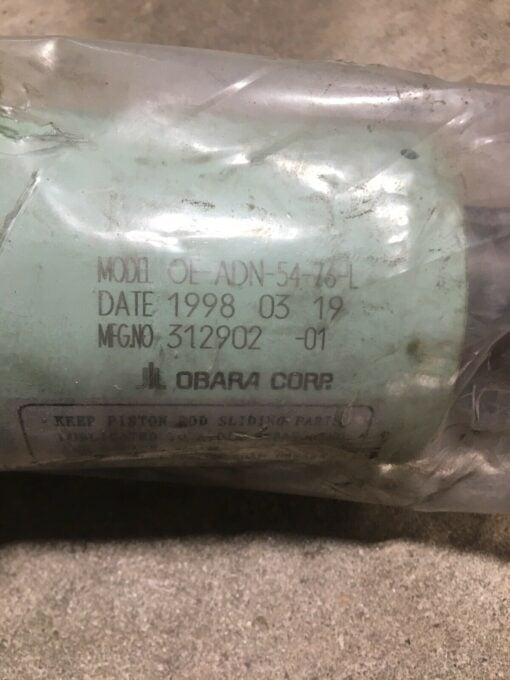 MODEL OE-ADN-54-76-L
DATE 1998 03 19
MFG.NO 312902 -01
OBARA CORP.
KEEP PISTON ROD SLIDING PARTS